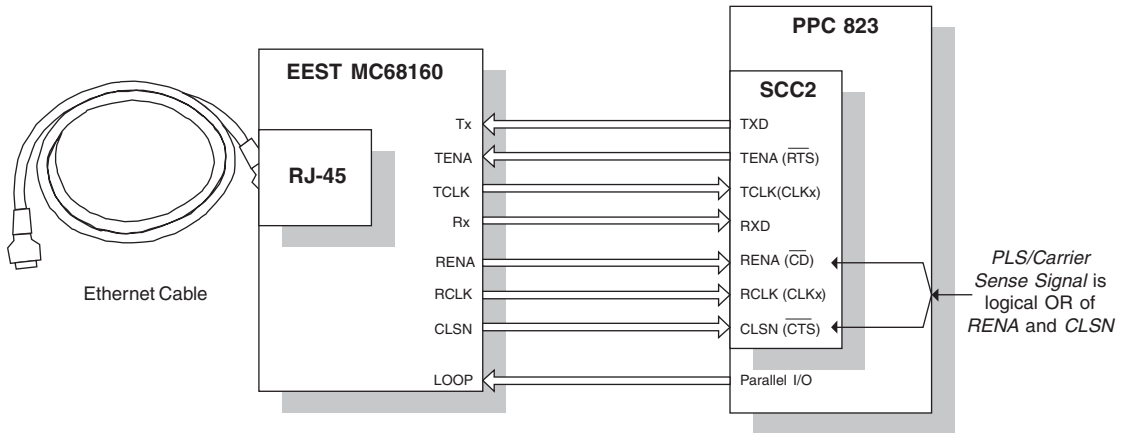 PPC 823
EEST MC68160
SCC2
Tx
TXD
TENA
TENA (RTS)
RJ-45
TCLK
TCLK(CLKx)
Rx
RXD
RENA
RENA (CD)
RCLK
RCLK (CLKx)
CLSN
CLSN (CTS)
LOOP
Parallel I/O
Ethernet Cable
PLS/Carrier
Sense Signal is
logical OR of
RENA and CLSN